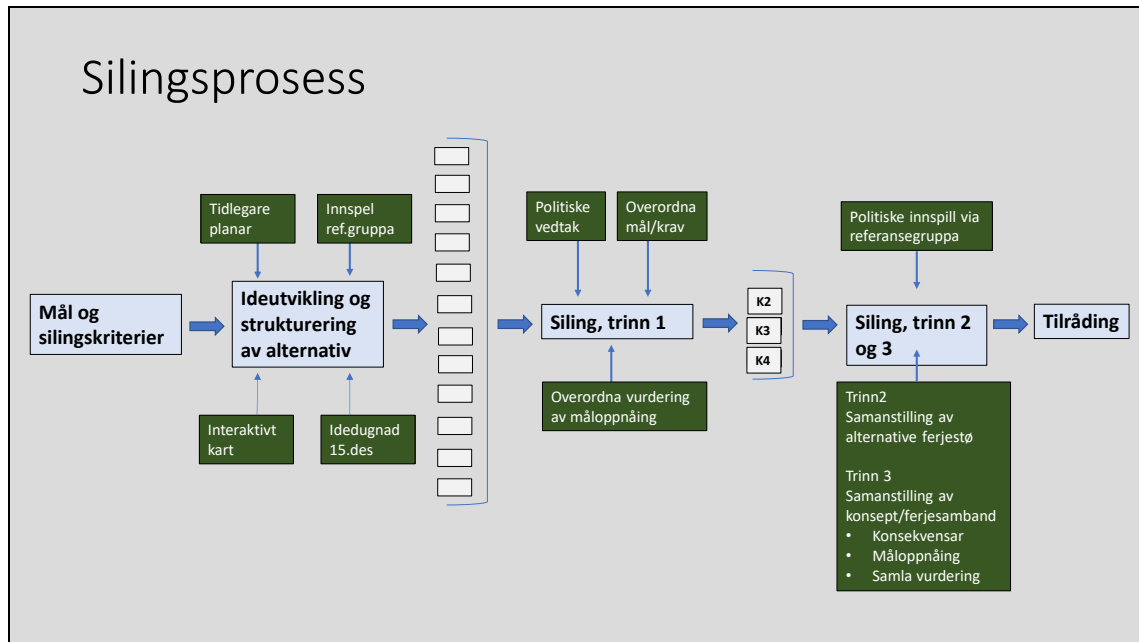 Silingsprosess
Tidlegare
planar
Innspel
ref.gruppa
Mål og
silingskriterier
Ideutvikling og
strukturering
av alternativ
Interaktivt
kart
Idedugnad
15.des
Politiske
vedtak
Overordna
mål/krav
Siling, trinn 1
Overordna vurdering
av måloppnåing
K2
K3
K4
Politiske innspill via
referansegruppa
Siling, trinn 2
og 3
Trinn2
Samanstilling av
alternative ferjestø
Trinn 3
Samanstilling av
konsept/ferjesamband
• Konsekvensar
• Måloppnåing
• Samla vurdering
Tilråding